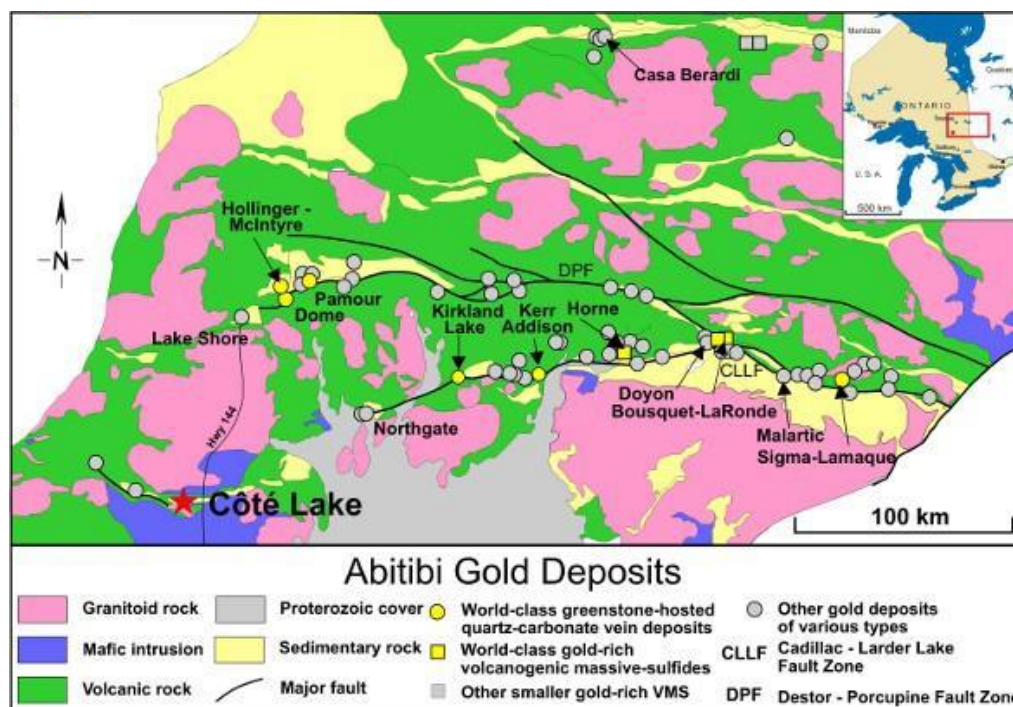 Casa Berardi
Manitoba
Quebec
ONTARIO
U.S.A.
500 km
Hollinger -
McIntyre
N
DPF
Pamour
Dome
Kirkland
Lake
Kerr
Addison
Horne
Lake Shore
CLLF
Doyon
Bousquet-LaRonde
Northgate
Hwy 144
Malartic
Sigma-Lamaque
Côté Lake
100 km
Abitibi Gold Deposits
Granitoid rock
Mafic intrusion
Volcanic rock
Proterozoic cover
Sedimentary rock
Major fault
World-class greenstone-hosted
quartz-carbonate vein deposits
World-class gold-rich
volcanogenic massive-sulfides
Other smaller gold-rich VMS
Other gold deposits
of various types
CLLF Cadillac - Larder Lake
Fault Zone
DPF Destor - Porcupine Fault Zone